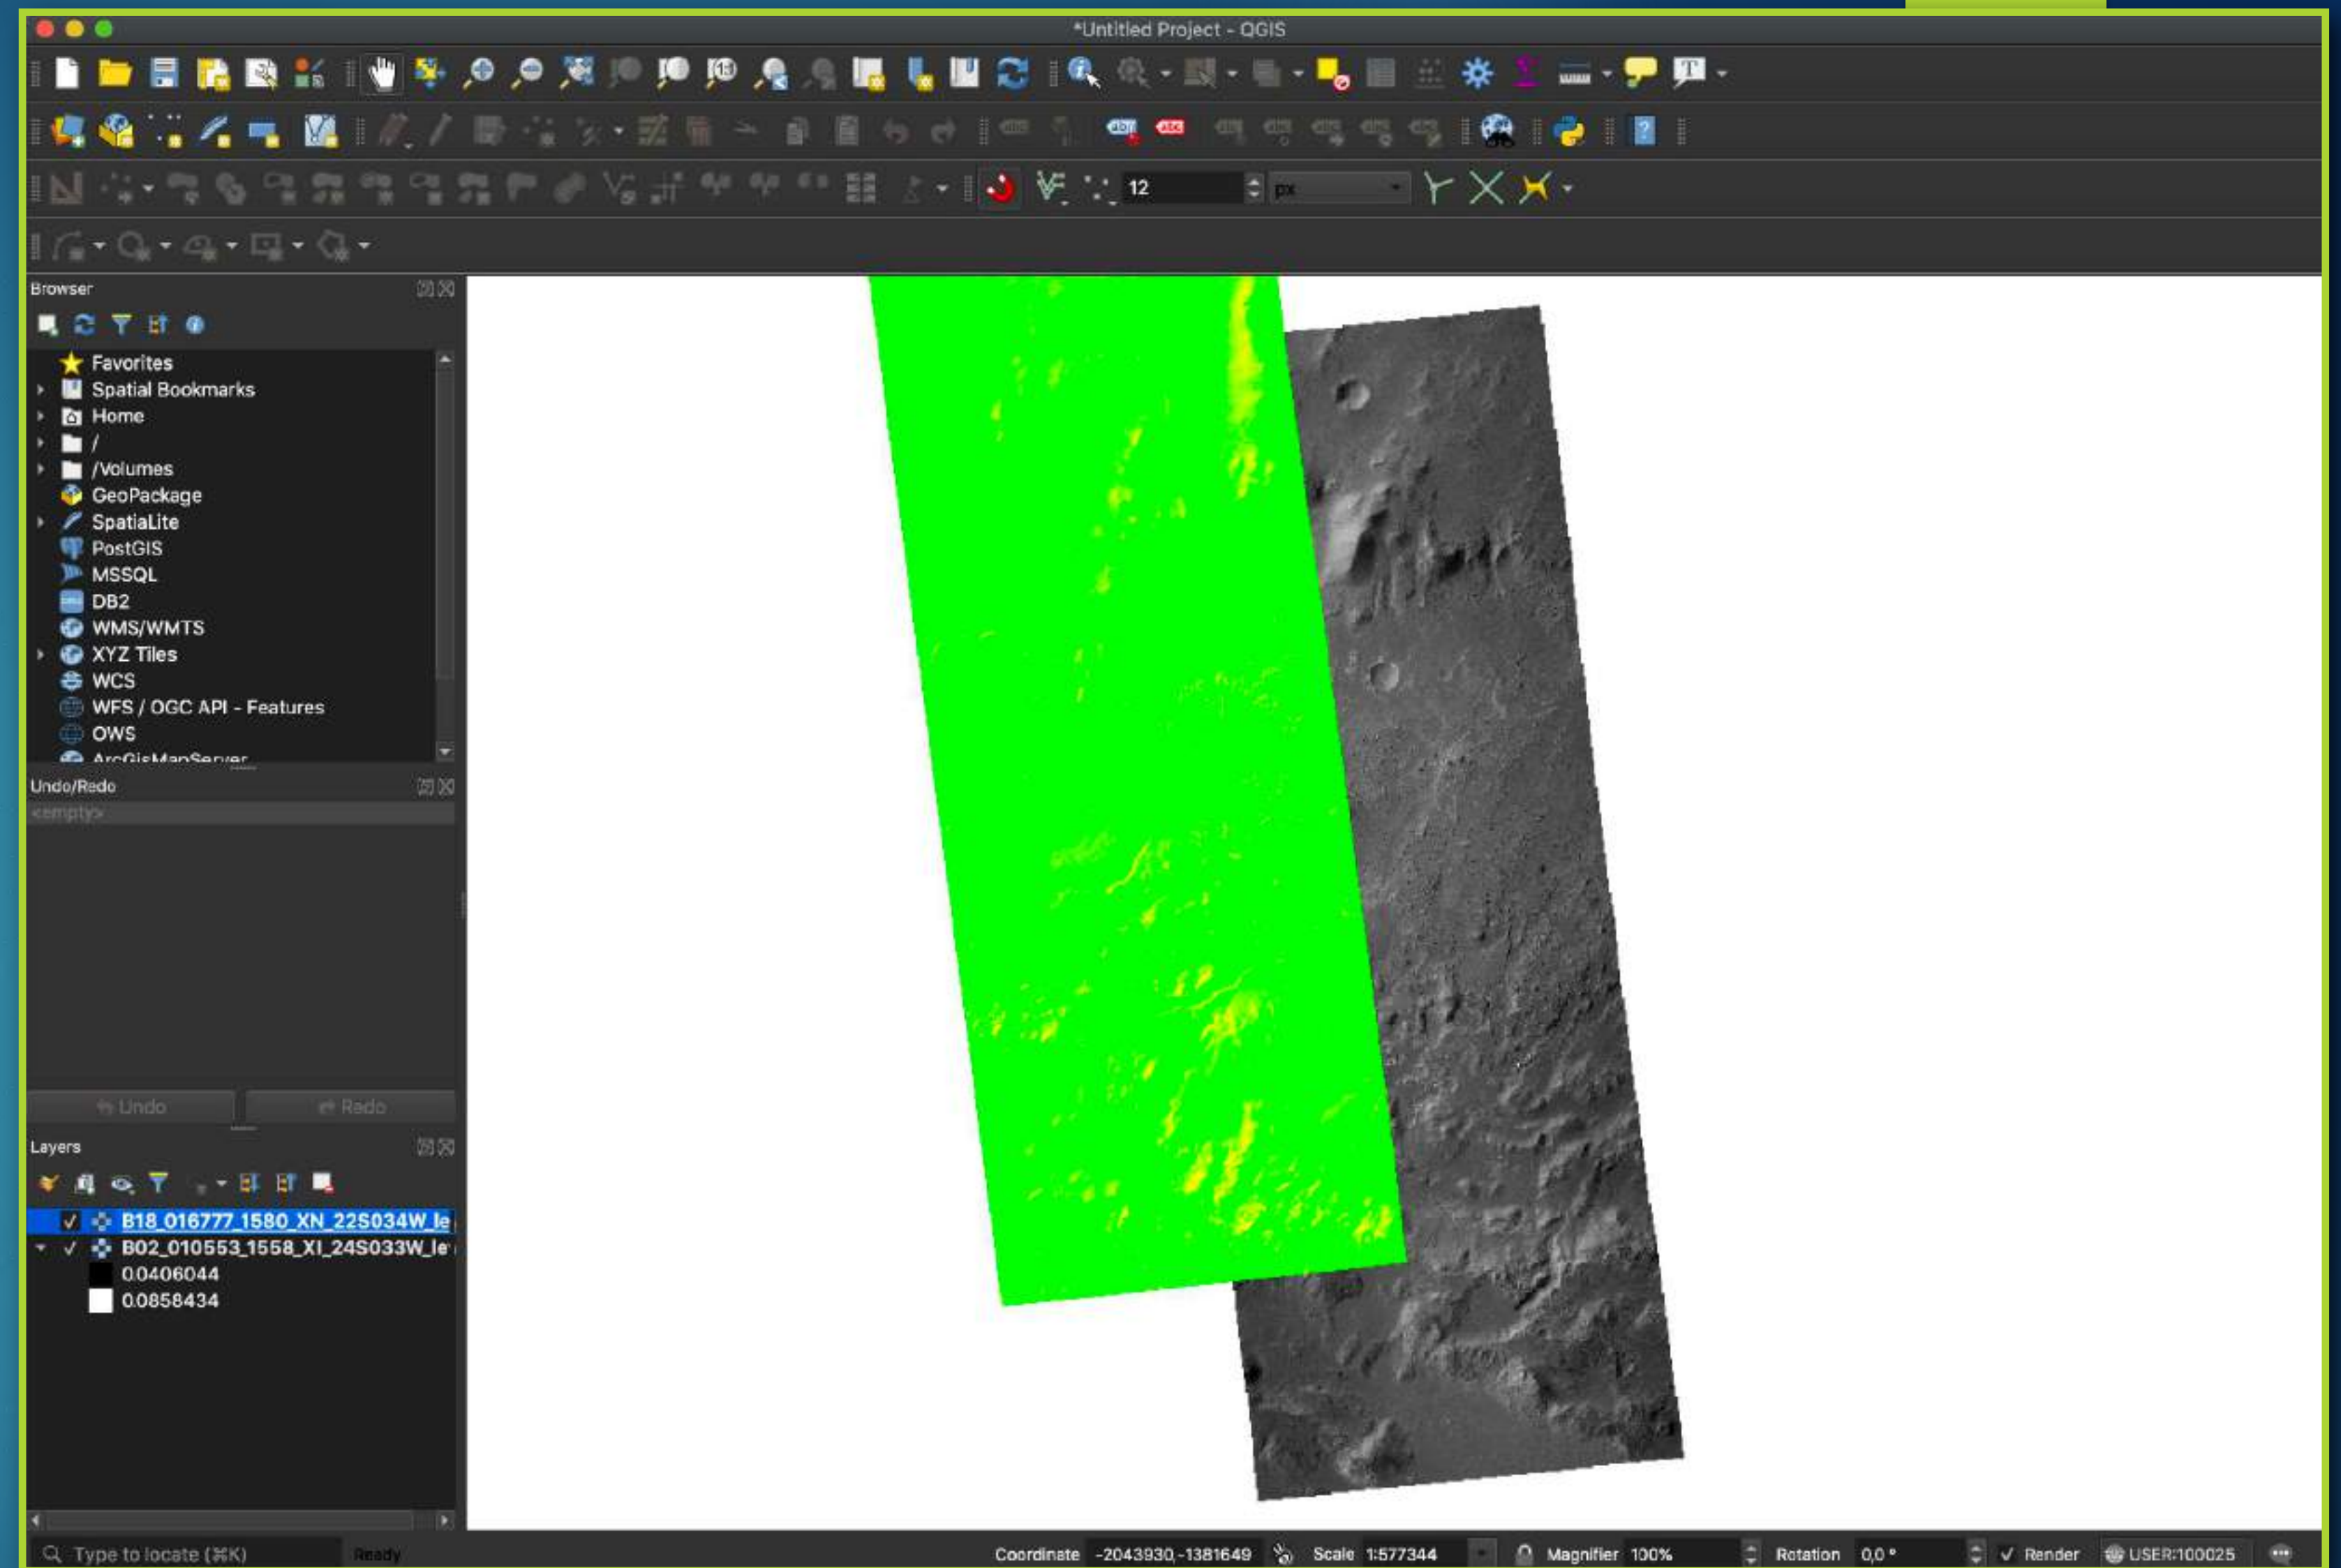 *Untitled Project - QGIS
12
px
Browser
Favorites
Spatial Bookmarks
Home
/
/Volumes
GeoPackage
SpatiaLite
PostGIS
MSSQL
DB2
WMS/WMTS
XYZ Tiles
WCS
WFS / OGC API - Features
OWS
ArcGisMapServer
Undo/Redo
<empty>
Undo Redo
Layers
B18_016777_1580_XN_22S034W_le
B02_010553_1558_XI_24S033W_le
0.0406044
0.0858434
Type to locate (⌘K) Ready Coordinate -2043930,-1381649 Scale 1:577344 Magnifier 100% Rotation 0,0 ° Render USER:100025